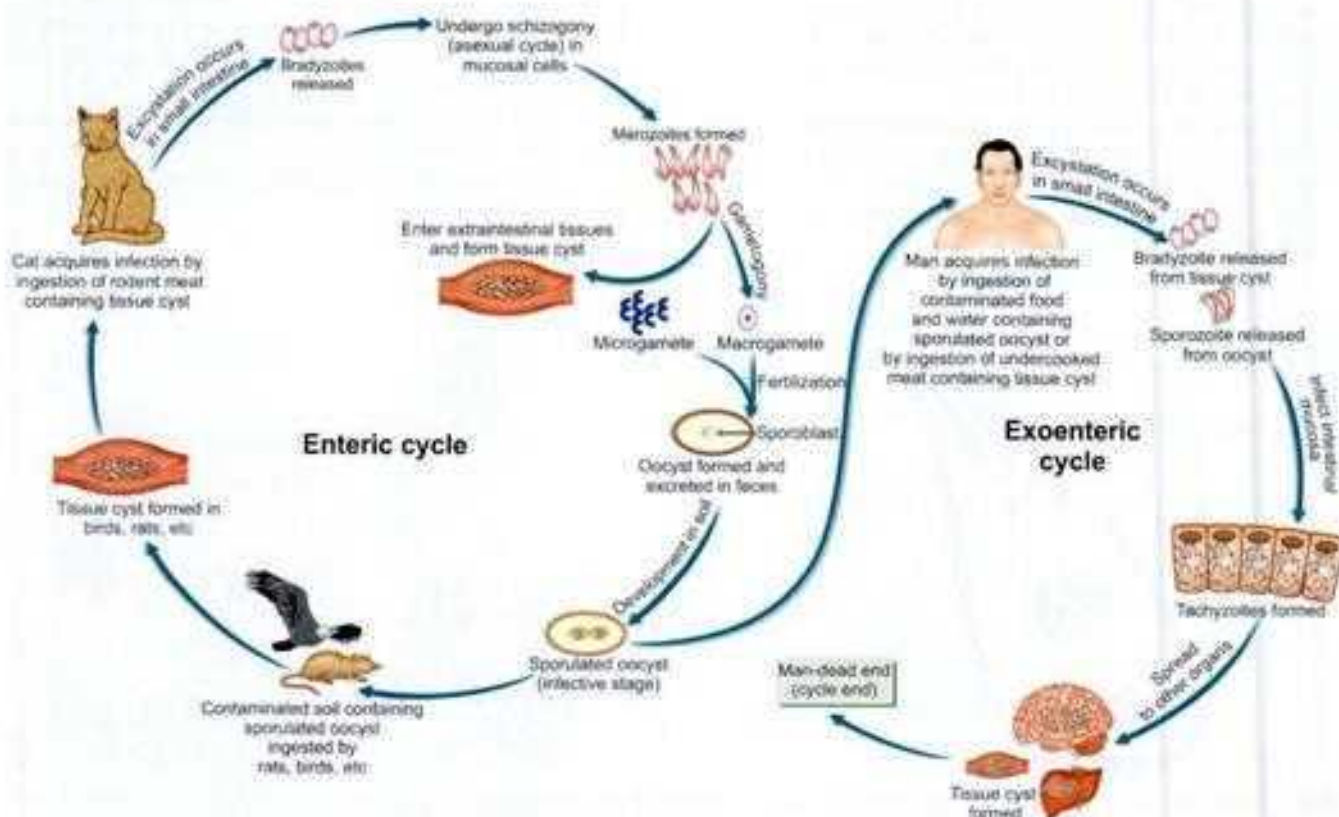 Excystation occurs
in small intestine
Bradyzoites
released
Undergo schizogony
(asexual cycle) in
mucosal cells
Merozoites formed
Gametogony
Enter extraintestinal tissues
and form tissue cyst
Microgamete
Macrogamete
Fertilization
Sporoblast
Oocyst formed and
excreted in feces
Development in soil
Sporulated oocyst
(infective stage)
Contaminated soil containing
sporulated oocyst
ingested by
rats, birds, etc
Tissue cyst formed in
birds, rats, etc
Cat acquires infection by
ingestion of rodent meat
containing tissue cyst
Enteric cycle
Man acquires infection
by ingestion of
contaminated food
and water containing
sporulated oocyst or
by ingestion of undercooked
meat containing tissue cyst
Excystation occurs
in small intestine
Bradyzoite released
from tissue cyst
Sporozoite released
from oocyst
Infect intestinal
mucosa
Exoenteric
cycle
Tachyzoites formed
Spread
to other organs
Tissue cyst
formed
Man-dead end
(cycle end)